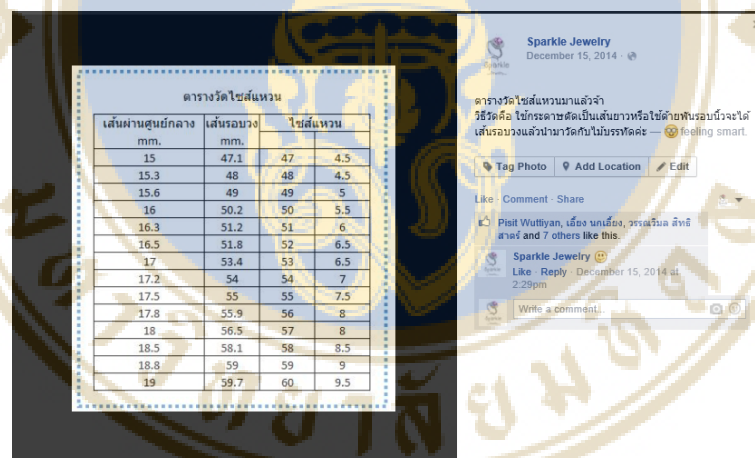 ตารางวัดไซส์แหวน
เส้นผ่านศูนย์กลาง เส้นรอบวง ไซส์แหวน
mm. mm.
15 47.1 47 4.5
15.3 48 48 4.5
15.6 49 49 5
16 50.2 50 5.5
16.3 51.2 51 6
16.5 51.8 52 6.5
17 53.4 53 6.5
17.2 54 54 7
17.5 55 55 7.5
17.8 55.9 56 8
18 56.5 57 8
18.5 58.1 58 8.5
18.8 59 59 9
19 59.7 60 9.5
Sparkle Jewelry
December 15, 2014
ตารางวัดไซส์แหวนมาแล้วจ้า
วิธีวัดคือ ใช้กระดาษตัดเป็นเส้นยาวหรือใช้ด้ายพันรอบนิ้วจะได้
เส้นรอบวงแล้วนำมาวัดกับไม้บรรทัดค่ะ — feeling smart.
Tag Photo Add Location Edit
Like · Comment · Share
Pisit Wuttiyan, เอี้ยง นกเอี้ยง, วรรณวิมล สิทธิ
สาคร์ and 7 others like this.
Sparkle Jewelry
Like · Reply · December 15, 2014 at
2:29pm
Write a comment...